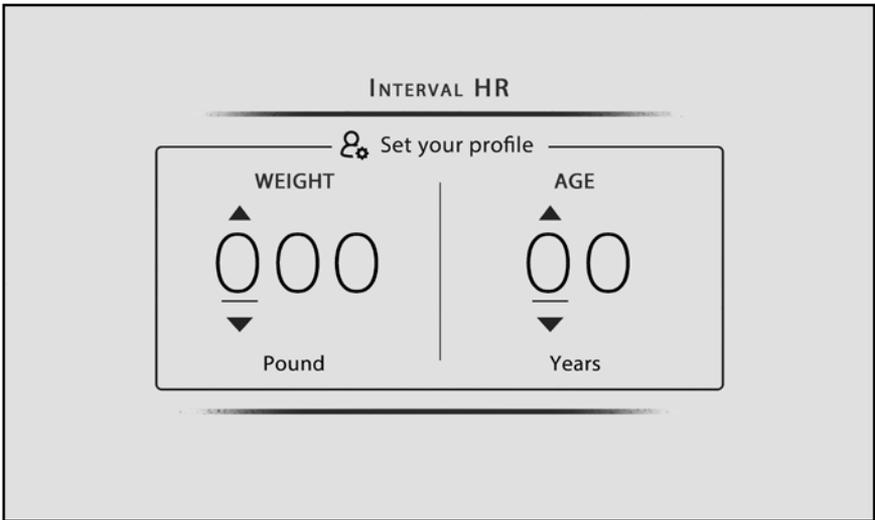 INTERVAL HR
Set your profile
WEIGHT
000
Pound
AGE
00
Years